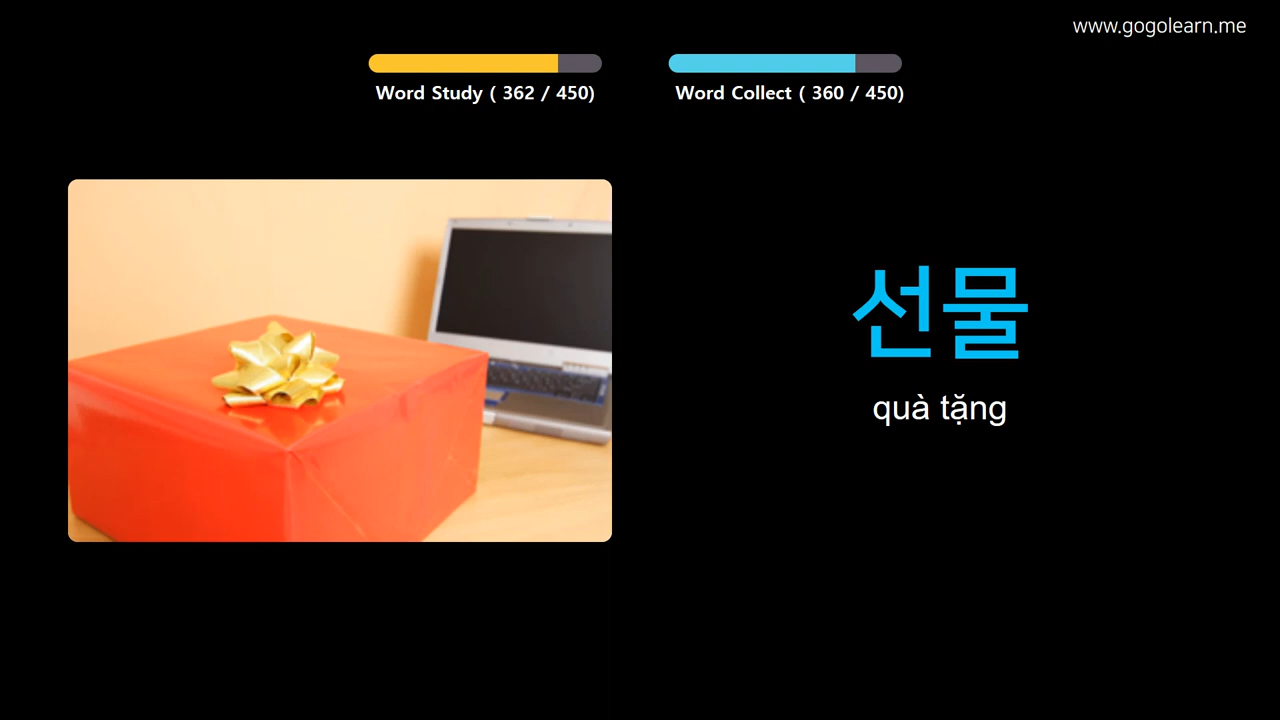 www.gogolearn.me
Word Study ( 362 / 450)
Word Collect ( 360 / 450)
선물
quà tặng